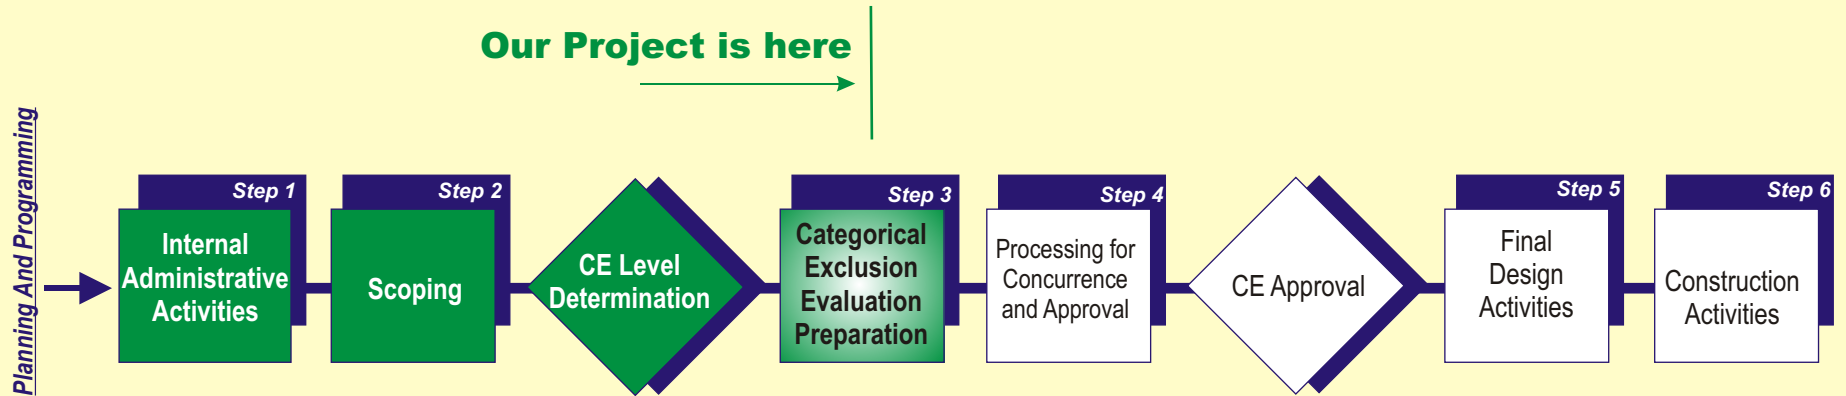 Our Project is here
Planning And Programming
Step 1
Internal
Administrative
Activities
Step 2
Scoping
CE Level
Determination
Step 3
Categorical
Exclusion
Evaluation
Preparation
Step 4
Processing for
Concurrence
and Approval
CE Approval
Step 5
Final
Design
Activities
Step 6
Construction
Activities